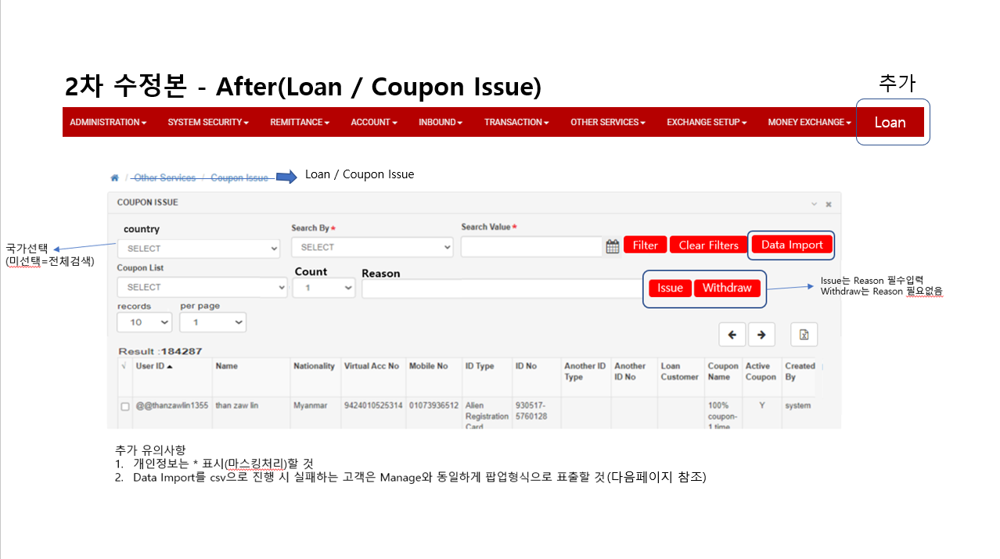 2차 수정본 - After(Loan / Coupon Issue)
추가
ADMINISTRATION SYSTEM SECURITY REMITTANCE ACCOUNT INBOUND TRANSACTION OTHER SERVICES EXCHANGE SETUP MONEY EXCHANGE Loan
/ Other Services / Coupon Issue Loan / Coupon Issue
COUPON ISSUE
country Search By * Search Value *
SELECT SELECT Filter Clear Filters Data Import
국가선택
(미선택=전체검색)
Coupon List Count Reason
SELECT 1 Issue Withdraw
Issue는 Reason 필수입력
Withdraw는 Reason 필요없음
records per page
10 1
Result :184287
√ User ID Name Nationality Virtual Acc No Mobile No ID Type ID No Another ID Type Another ID No Loan Customer Coupon Name Active Coupon Created By
@@thanzawlin1355 than zaw lin Myanmar 9424010525314 01073936512 Alien Registration Card 930517-5760128 100% coupon-1 time Y system
추가 유의사항
1. 개인정보는 * 표시(마스킹처리)할 것
2. Data Import를 csv으로 진행 시 실패하는 고객은 Manage와 동일하게 팝업형식으로 표출할 것(다음페이지 참조)